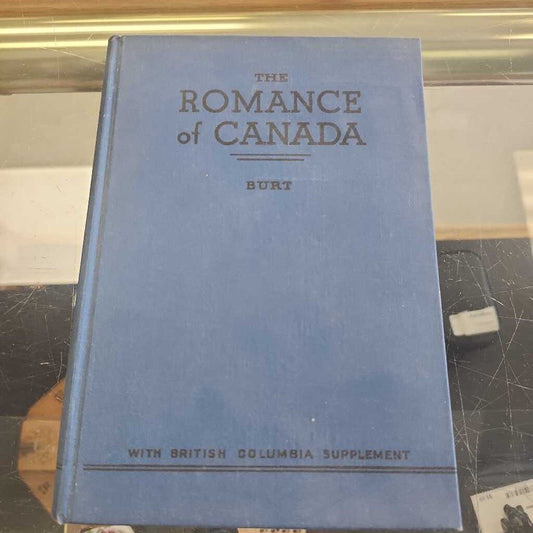 THE
ROMANCE
of CANADA
BURT
WITH BRITISH COLUMBIA SUPPLEMENT